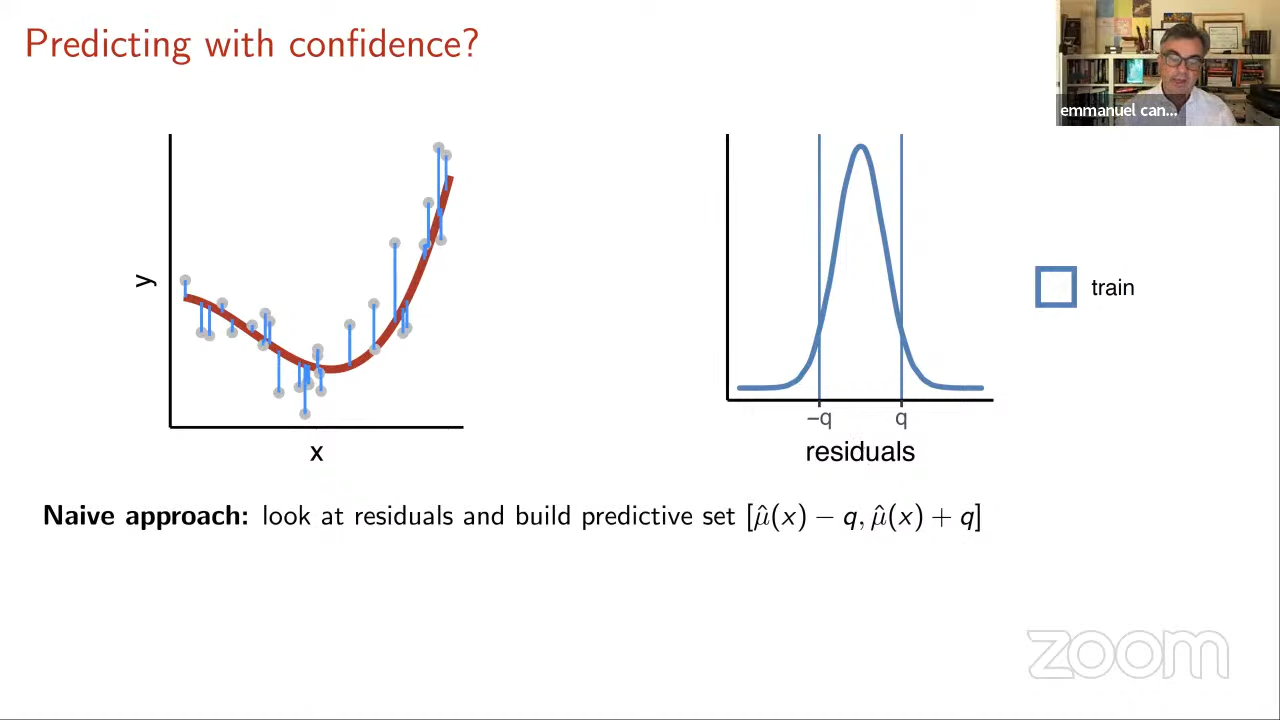 Predicting with confidence?
emmanuel can...
y
x
−q
q
residuals
train
Naive approach: look at residuals and build predictive set [μ̂(x) − q, μ̂(x) + q]
zoom